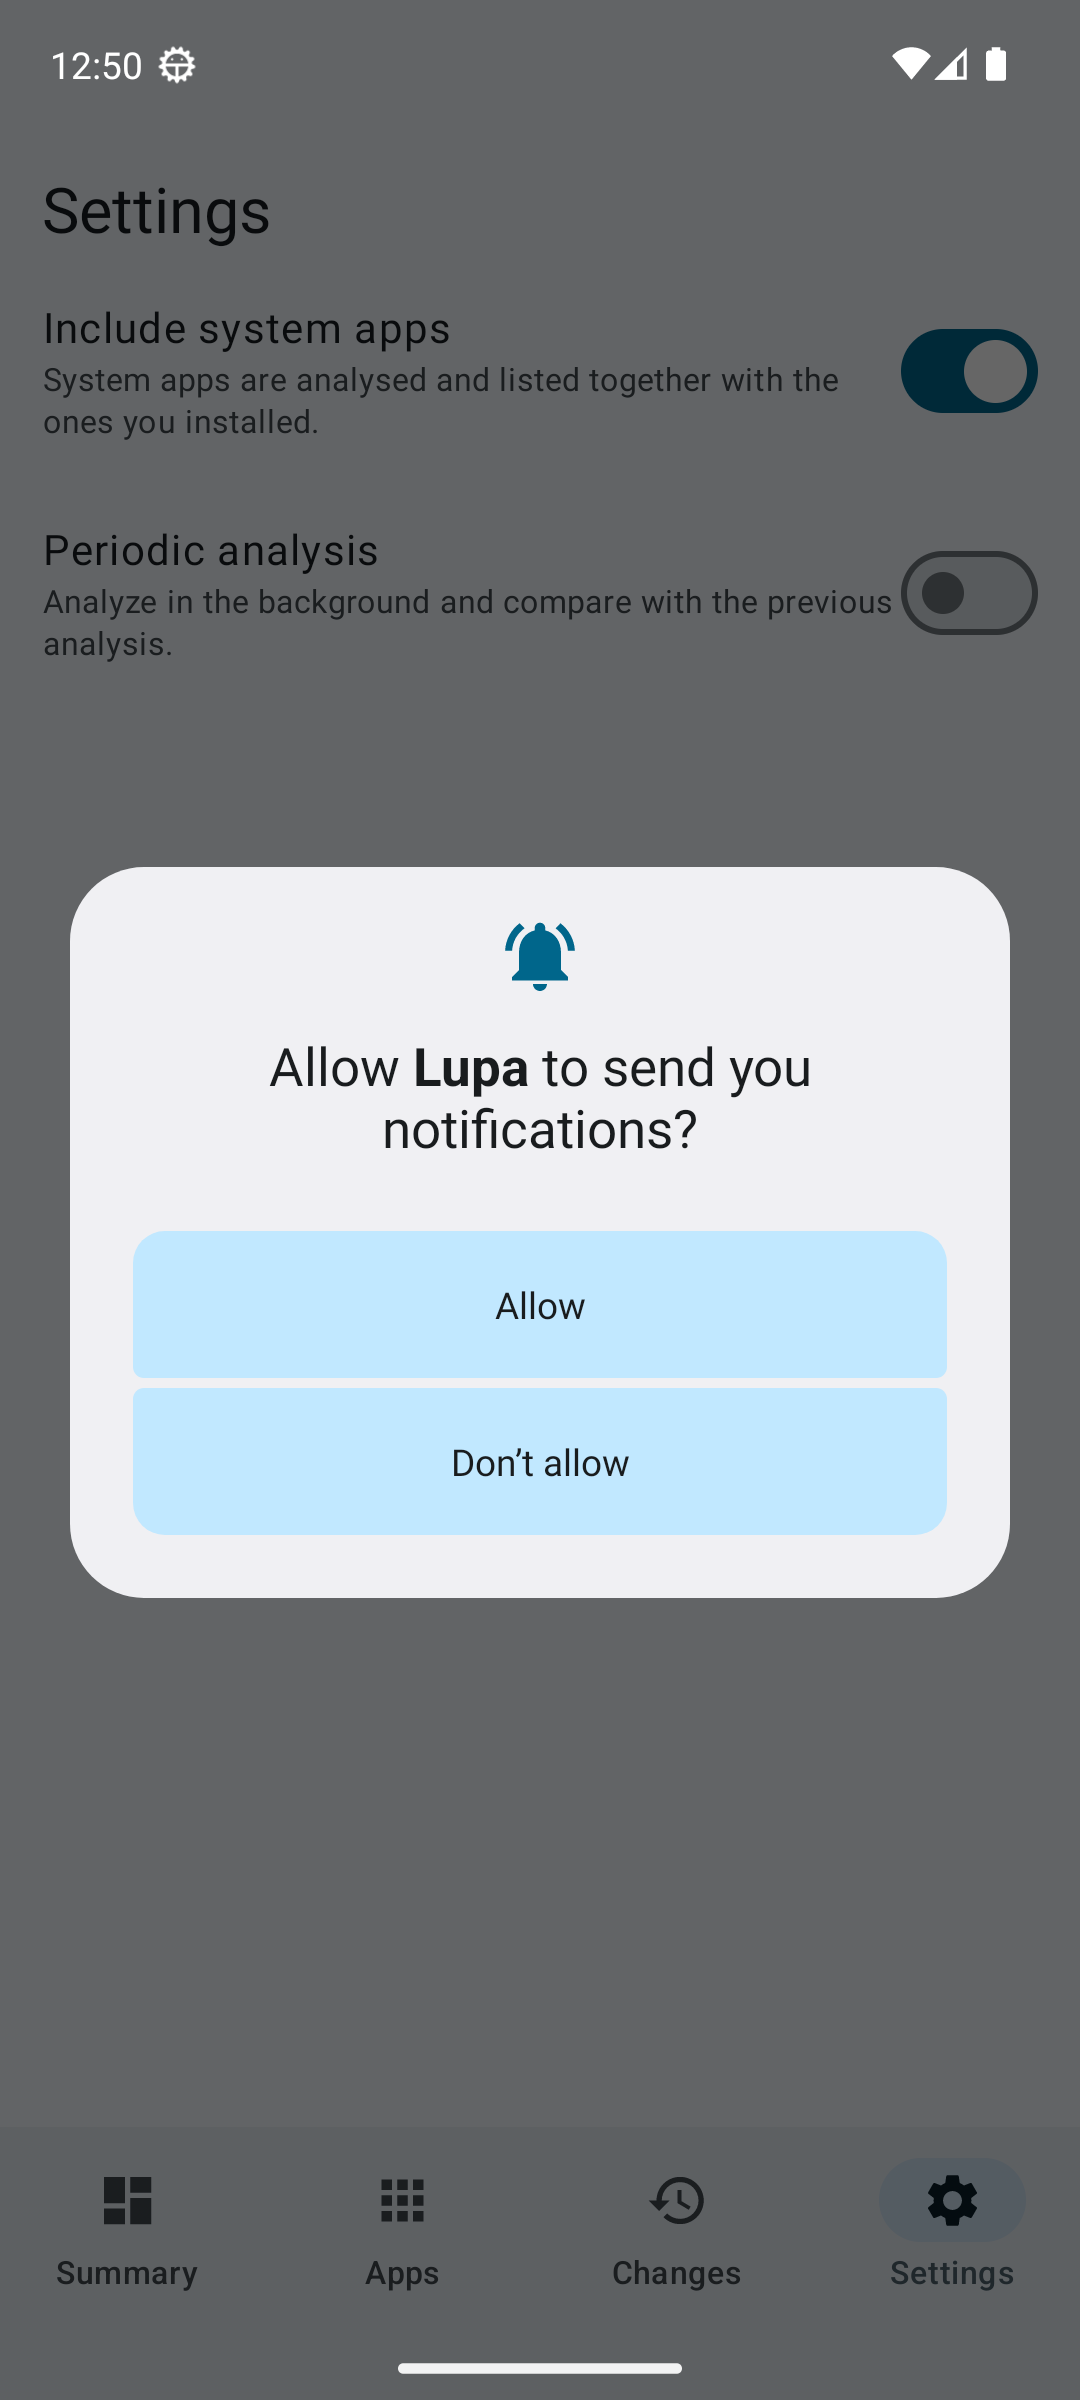 12:50
Settings
Include system apps
System apps are analysed and listed together with the
ones you installed.
Periodic analysis
Analyze in the background and compare with the previous
analysis.
Allow Lupa to send you
notifications?
Allow
Don’t allow
Summary
Apps
Changes
Settings